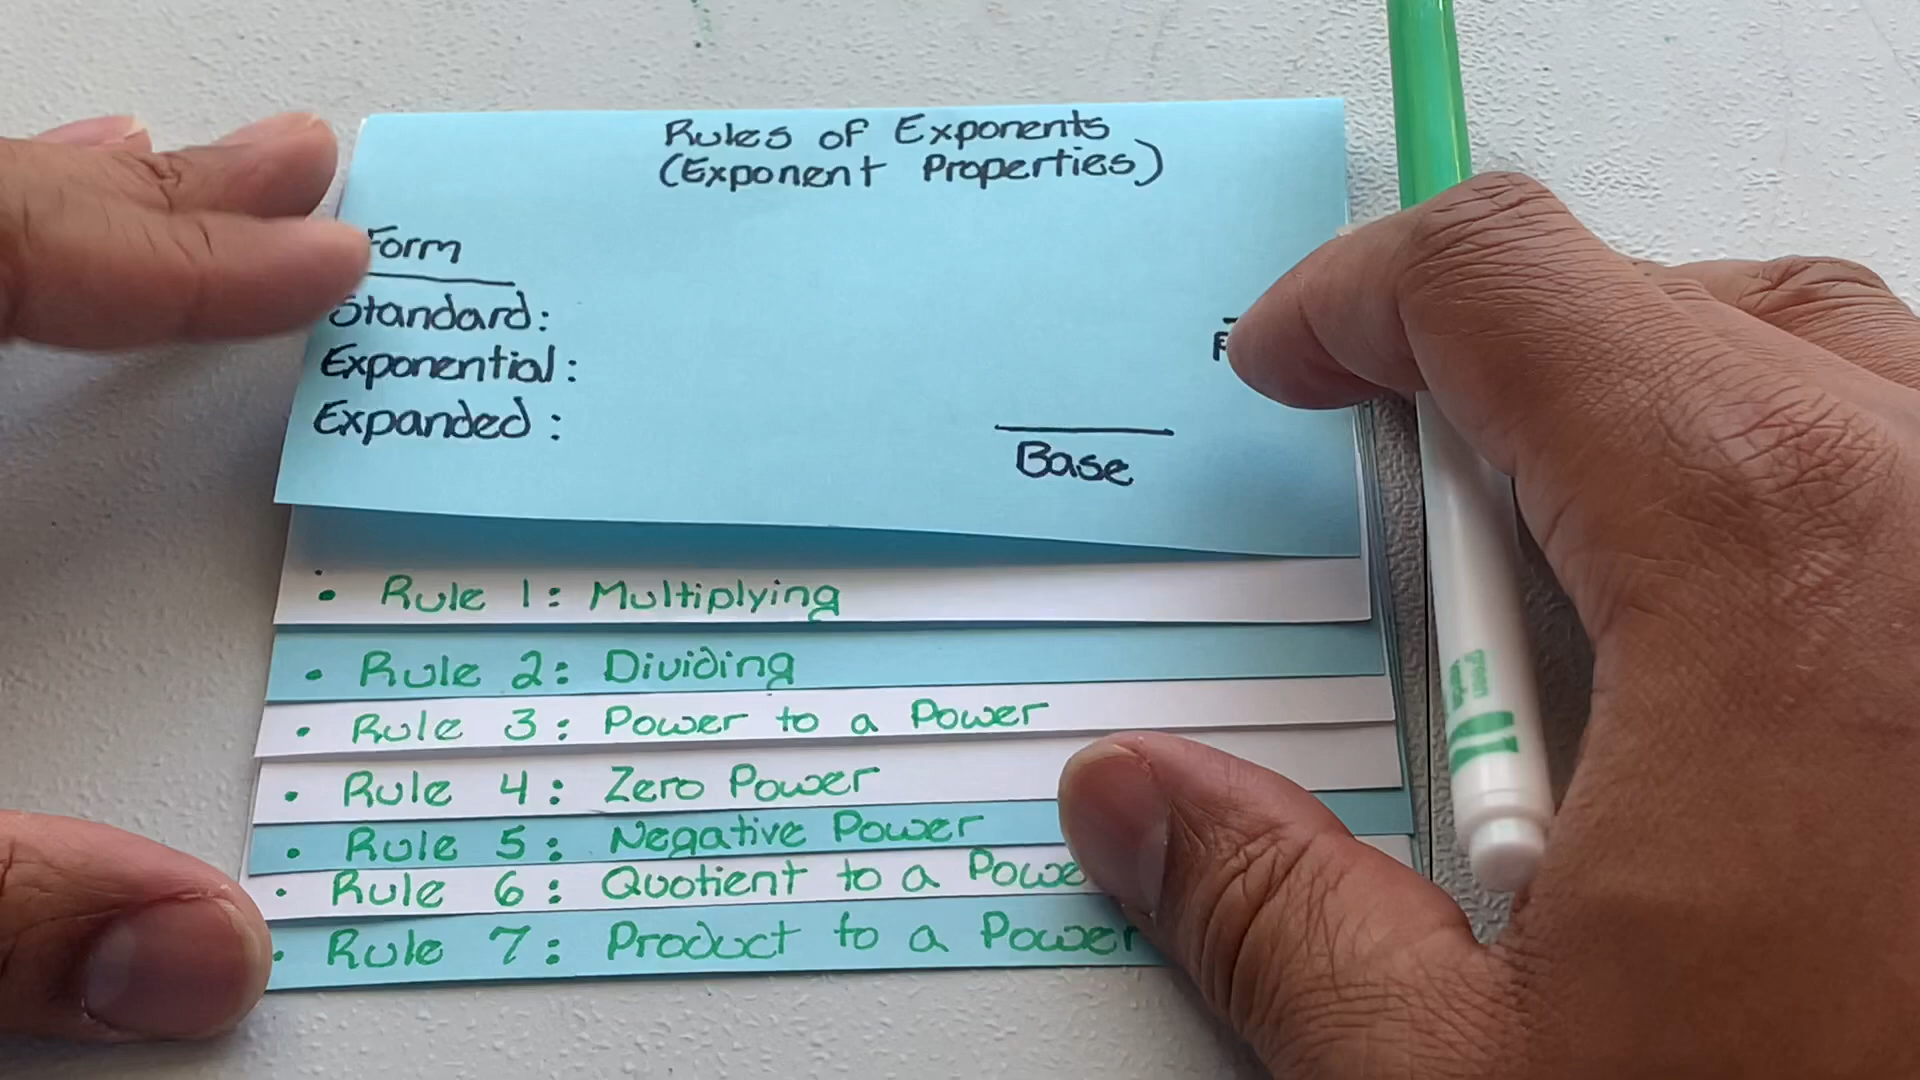 Rules of Exponents
(Exponent Properties)
Form
Standard:
Exponential:
Expanded:
Base
• Rule 1: Multiplying
• Rule 2: Dividing
• Rule 3: Power to a Power
• Rule 4: Zero Power
• Rule 5: Negative Power
• Rule 6: Quotient to a Powe
• Rule 7: Product to a Power
green